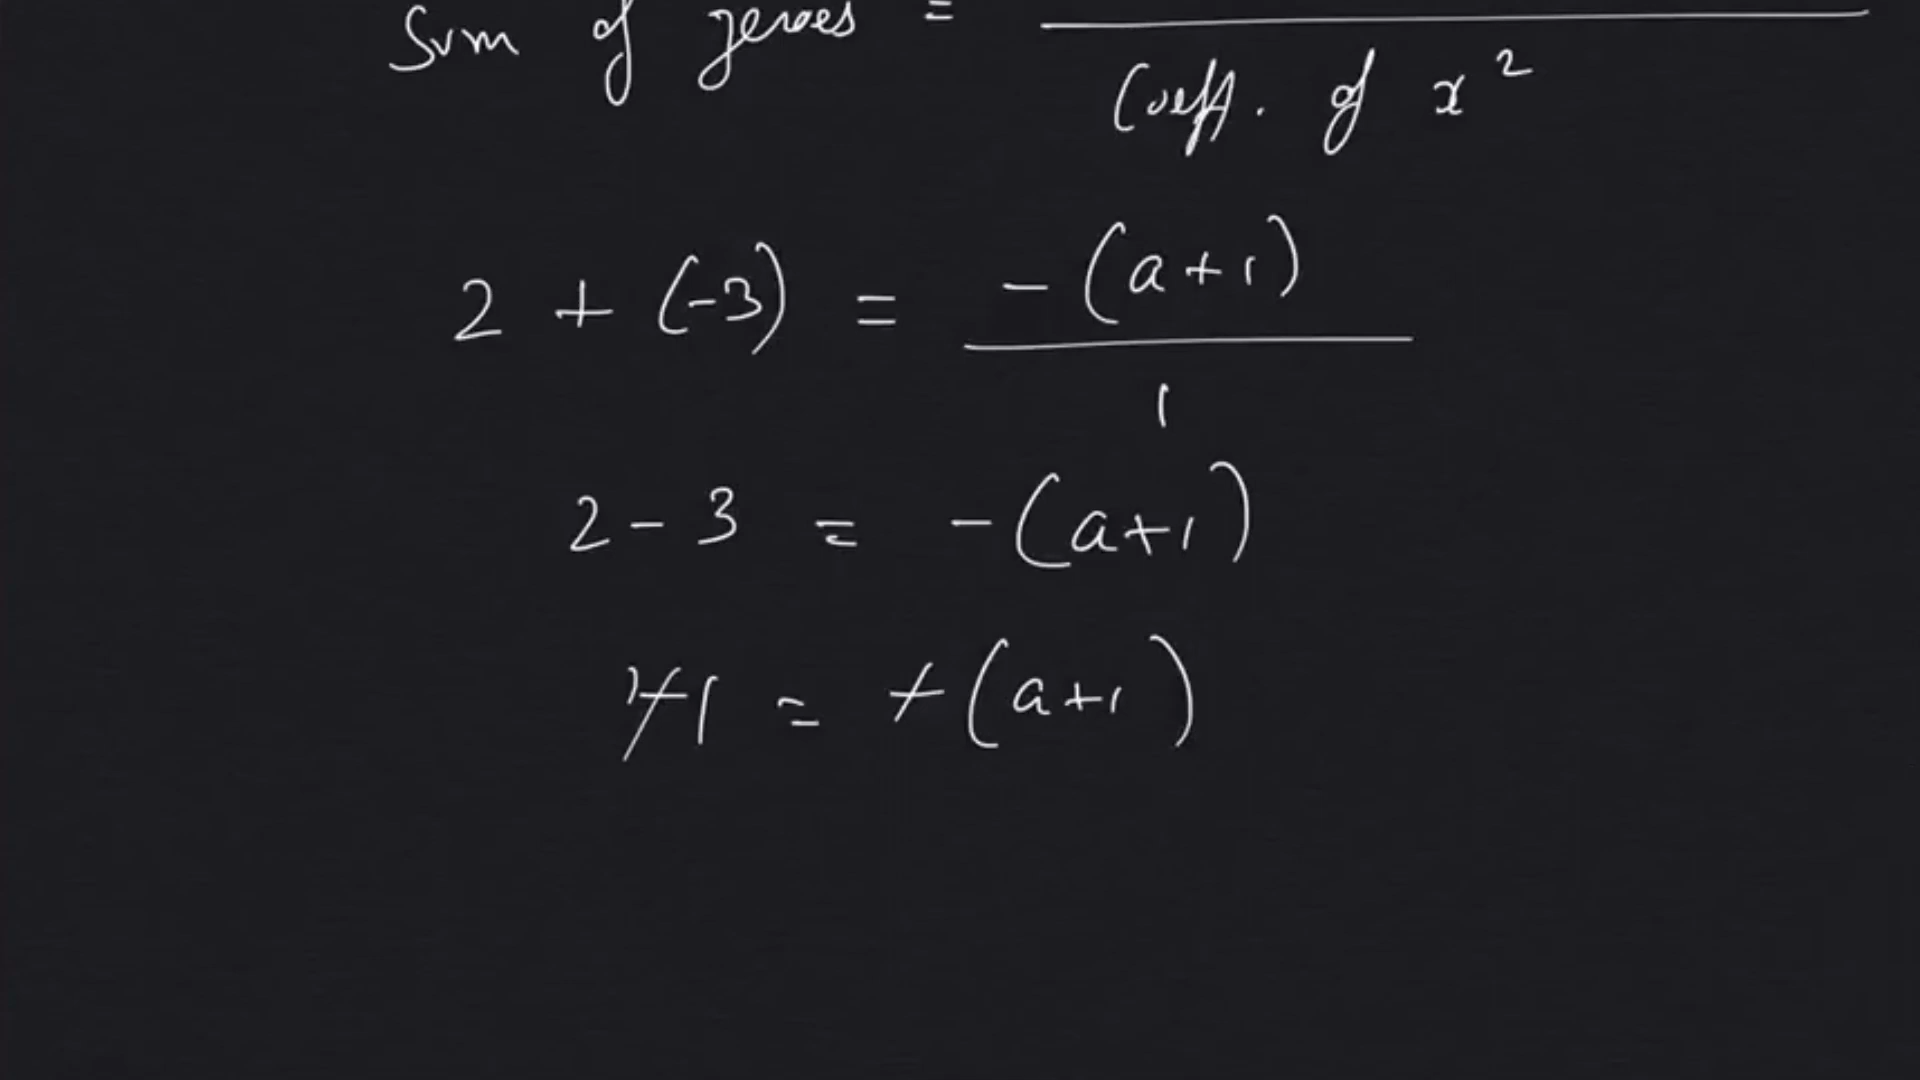 Sum of zeroes =
Coeff. of x²
2 + (-3) = -(a+1)
1
2 - 3 = -(a+1)
-1 = -(a+1)